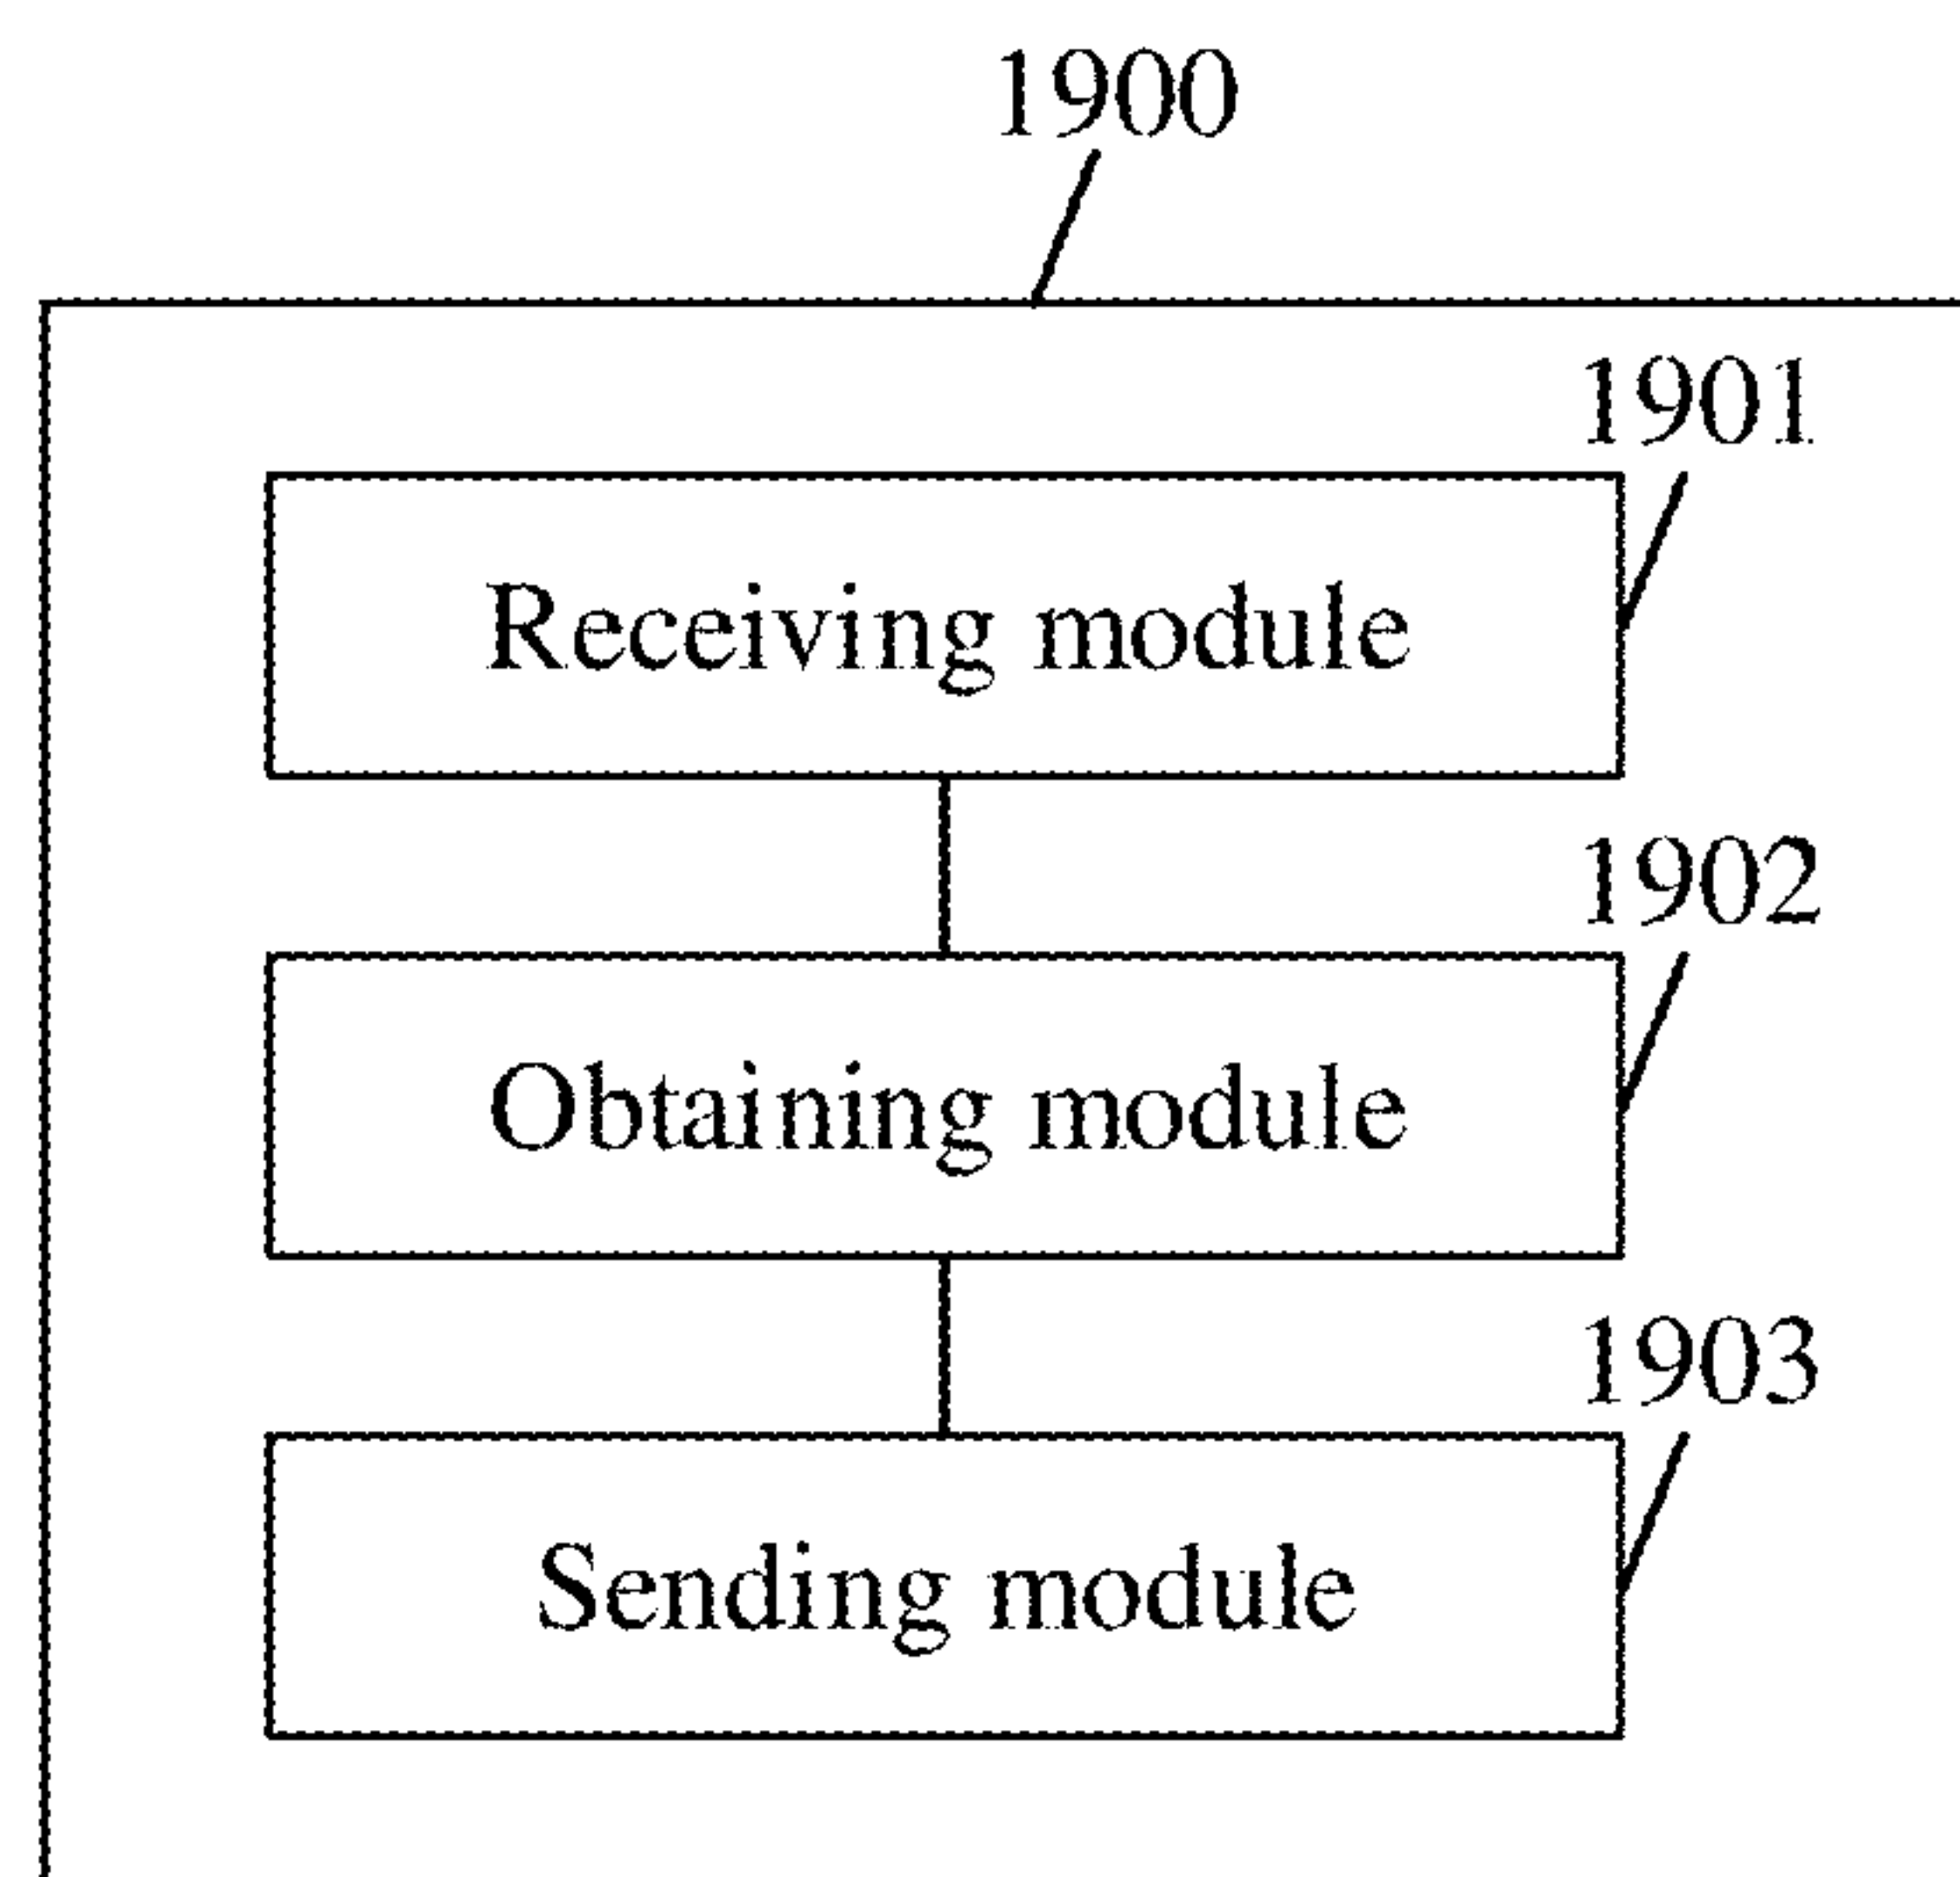 1900
1901
Receiving module
1902
Obtaining module
1903
Sending module